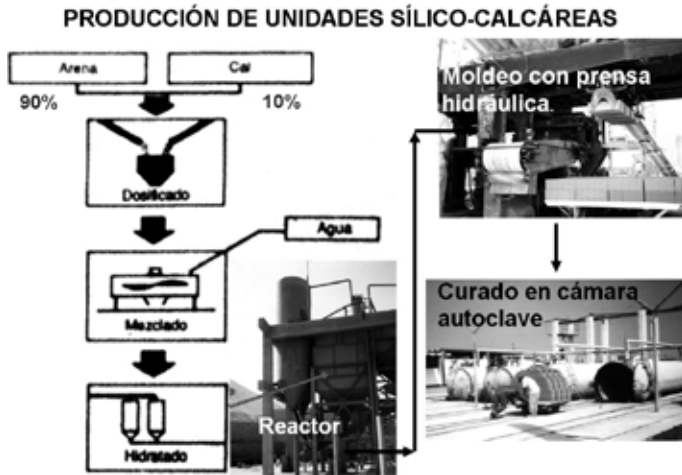 PRODUCCIÓN DE UNIDADES SÍLICO-CALCÁREAS
Arena
Cal
90%
10%
Dosificado
Agua
Mezclado
Hidratado
Reactor
Moldeo con prensa
hidráulica
Curado en cámara
autoclave